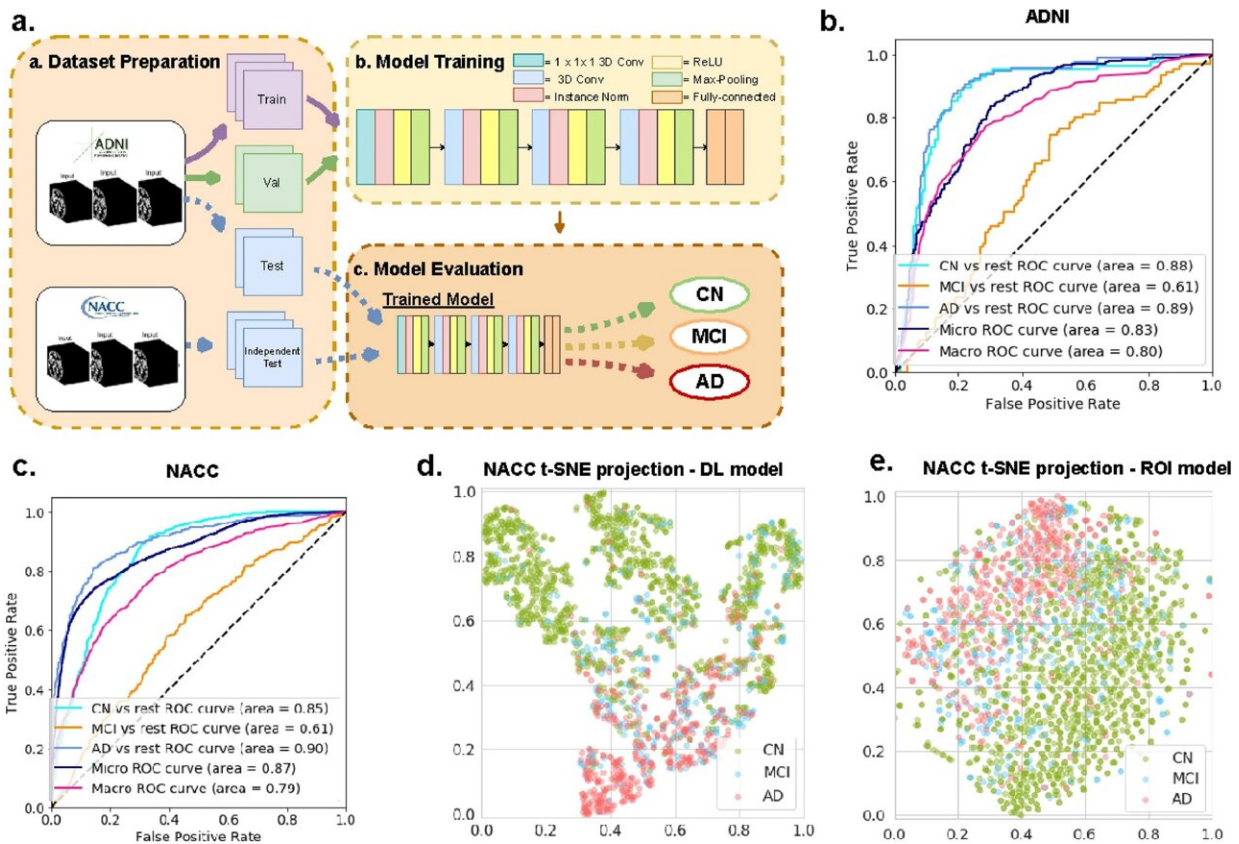 a.
a. Dataset Preparation
ADNI
Input Input Input
NACC
Input Input Input
Train
Val
Test
Independent
Test
b. Model Training
= 1 x 1x 1 3D Conv
= 3D Conv
= Instance Norm
= ReLU
= Max-Pooling
= Fully-connected
c. Model Evaluation
Trained Model
CN
MCI
AD
b.
ADNI
True Positive Rate
1.0
0.8
0.6
0.4
0.2
0.0
CN vs rest ROC curve (area = 0.88)
MCI vs rest ROC curve (area = 0.61)
AD vs rest ROC curve (area = 0.89)
Micro ROC curve (area = 0.83)
Macro ROC curve (area = 0.80)
0.0 0.2 0.4 0.6 0.8 1.0
False Positive Rate
c.
NACC
True Positive Rate
1.0
0.8
0.6
0.4
0.2
0.0
CN vs rest ROC curve (area = 0.85)
MCI vs rest ROC curve (area = 0.61)
AD vs rest ROC curve (area = 0.90)
Micro ROC curve (area = 0.87)
Macro ROC curve (area = 0.79)
0.0 0.2 0.4 0.6 0.8 1.0
False Positive Rate
d.
NACC t-SNE projection - DL model
1.0
0.8
0.6
0.4
0.2
0.0
CN
MCI
AD
0.0 0.2 0.4 0.6 0.8 1.0
e.
NACC t-SNE projection - ROI model
1.0
0.8
0.6
0.4
0.2
0.0
CN
MCI
AD
0.0 0.2 0.4 0.6 0.8 1.0